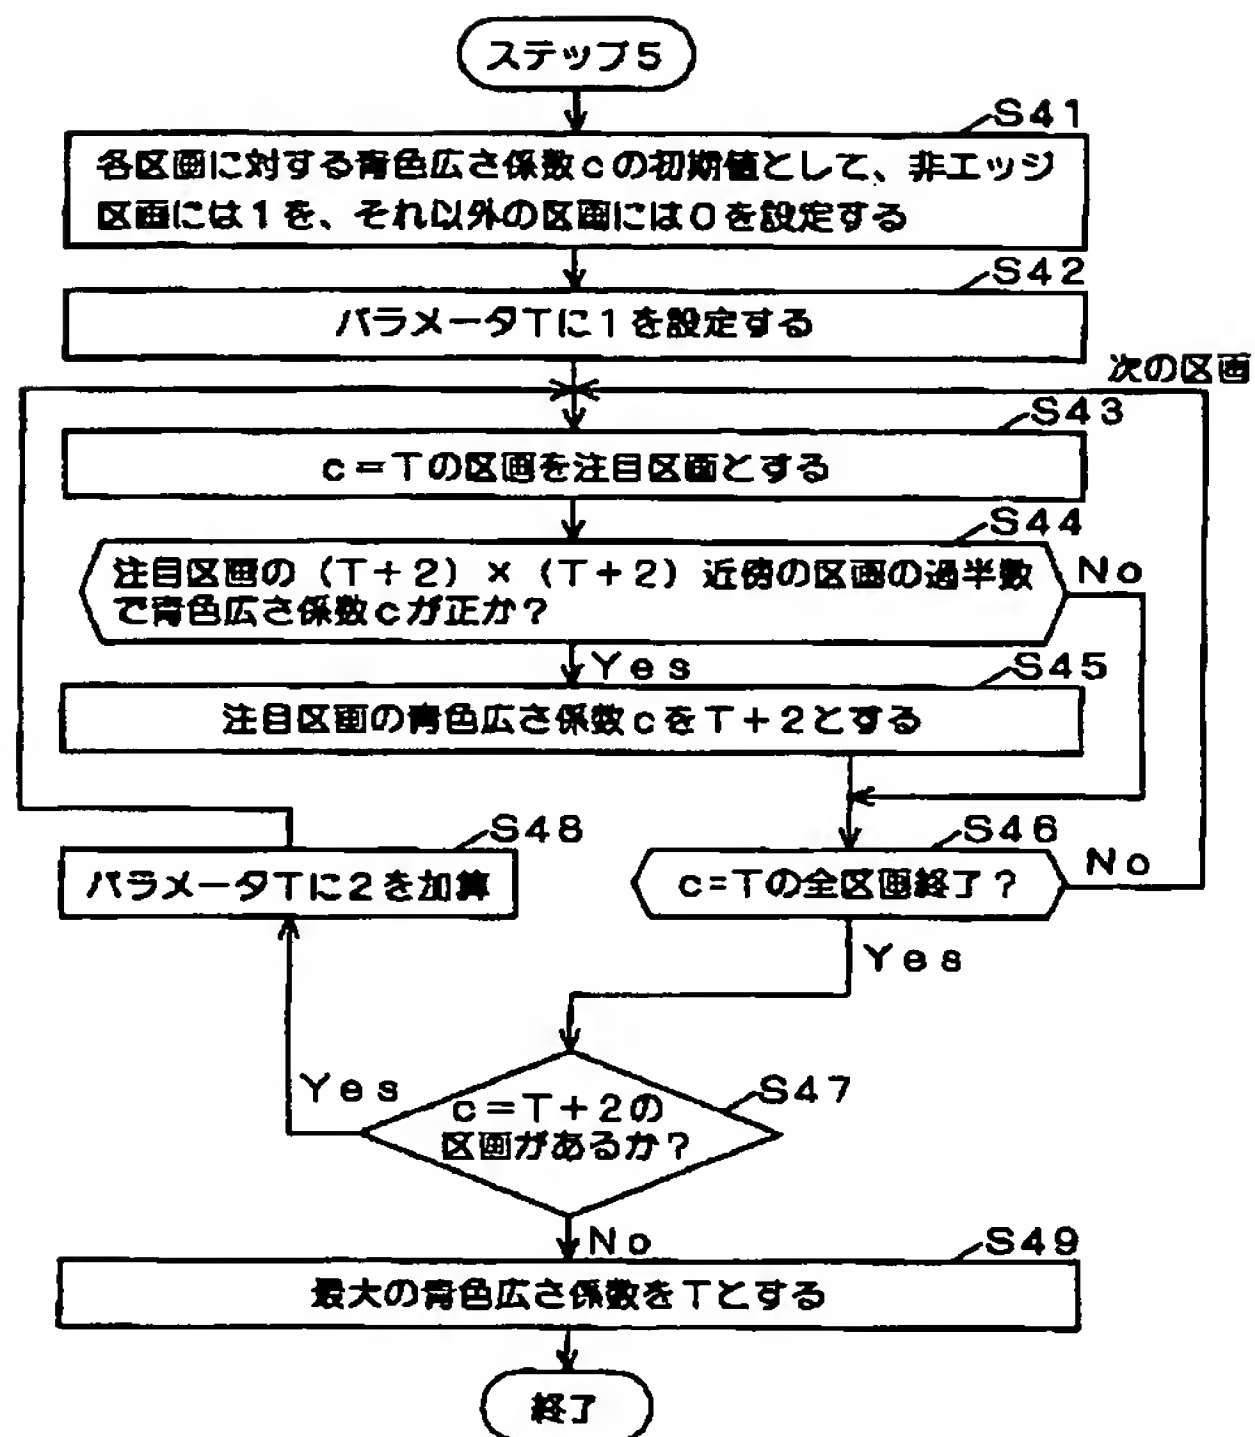 ステップ5
S41
各区画に対する青色広さ係数cの初期値として、非エッジ
区画には1を、それ以外の区画には0を設定する
S42
パラメータTに1を設定する
次の区画
S43
c=Tの区画を注目区画とする
S44
注目区画の(T+2)×(T+2)近傍の区画の過半数
で青色広さ係数cが正か?
No
Yes
S45
注目区画の青色広さ係数cをT+2とする
S48
パラメータTに2を加算
S46
c=Tの全区画終了?
No
Yes
Yes
S47
c=T+2の
区画があるか?
No
S49
最大の青色広さ係数をTとする
終了